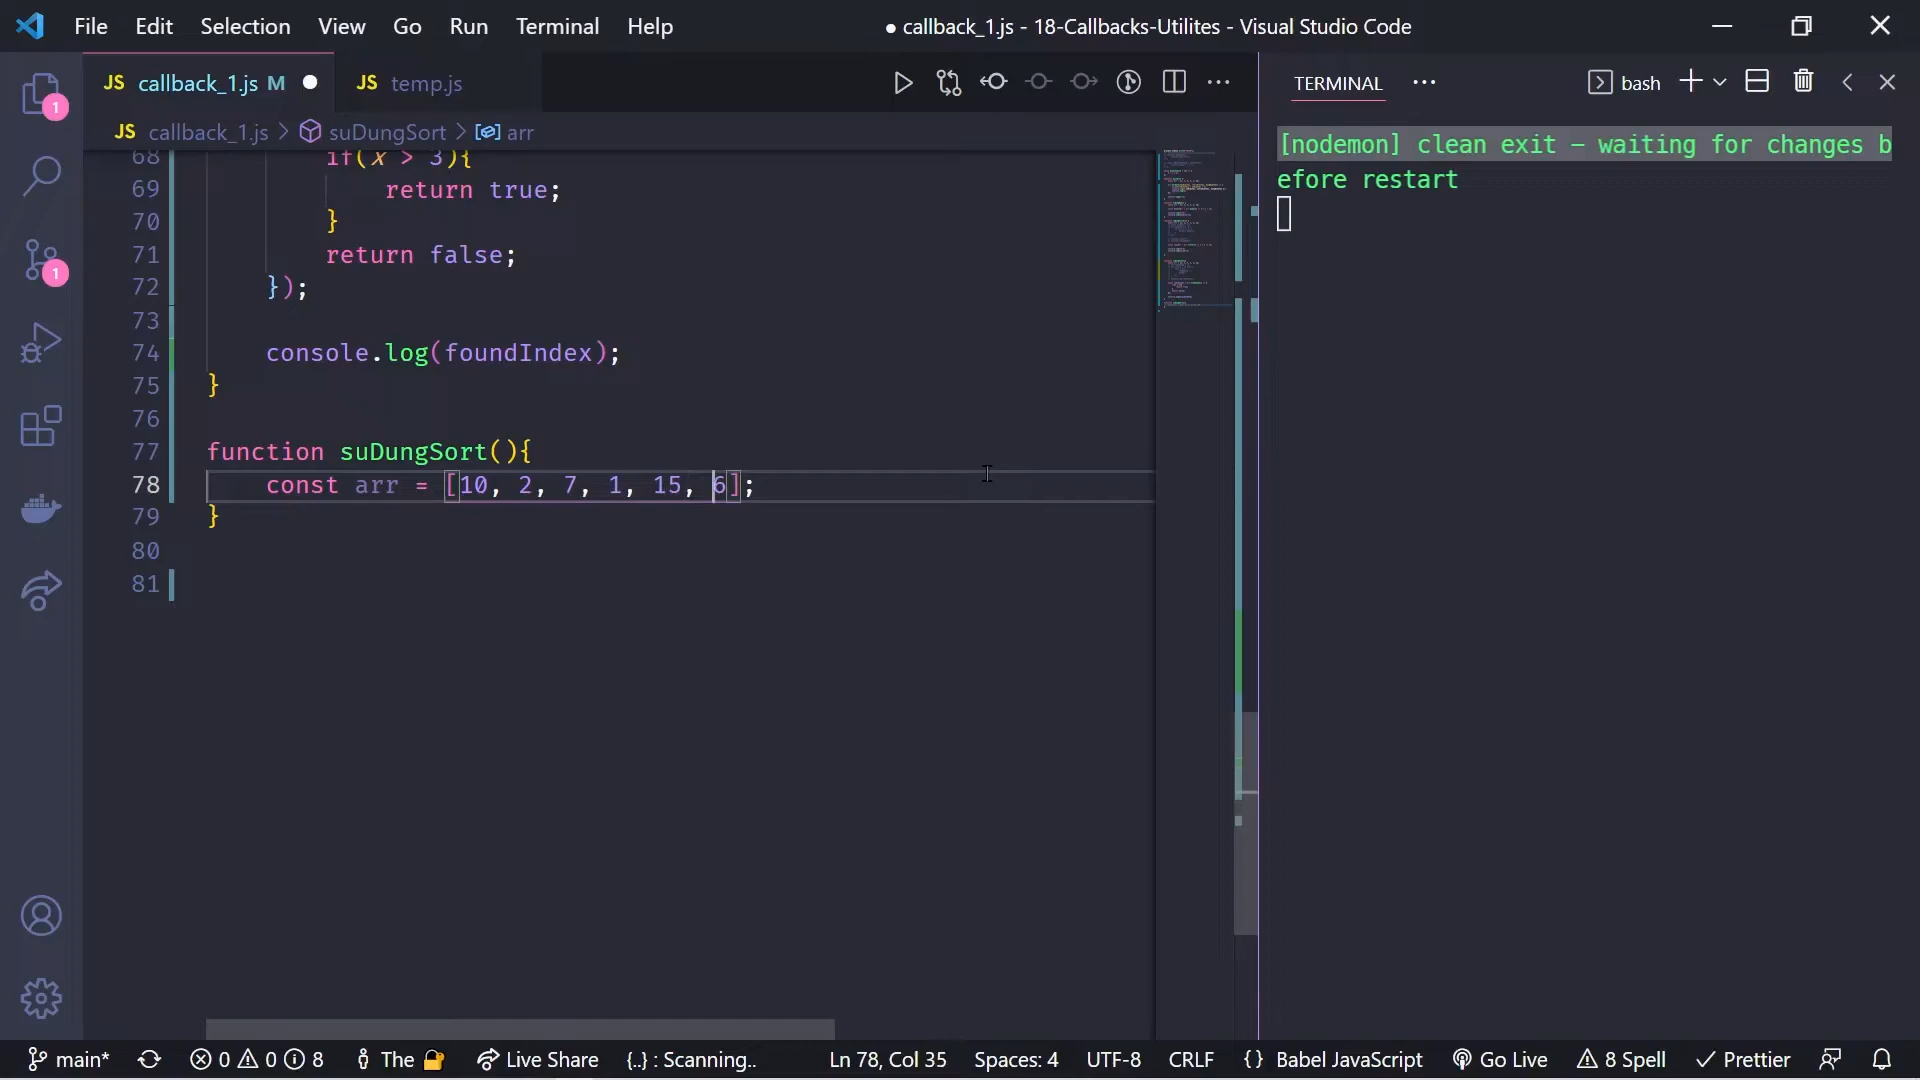 File Edit Selection View Go Run Terminal Help
● callback_1.js - 18-Callbacks-Utilites - Visual Studio Code
JS callback_1.js M ●
JS temp.js
JS callback_1.js > suDungSort > arr
68 if(x > 3){
69 return true;
70 }
71 return false;
72 });
73
74 console.log(foundIndex);
75 }
76
77 function suDungSort(){
78 const arr = [10, 2, 7, 1, 15, 6];
79 }
80
81
TERMINAL ··· bash
[nodemon] clean exit – waiting for changes b
efore restart
1
1
main* 0 0 8 The Live Share {..} : Scanning.. Ln 78, Col 35 Spaces: 4 UTF-8 CRLF {} Babel JavaScript Go Live 8 Spell Prettier